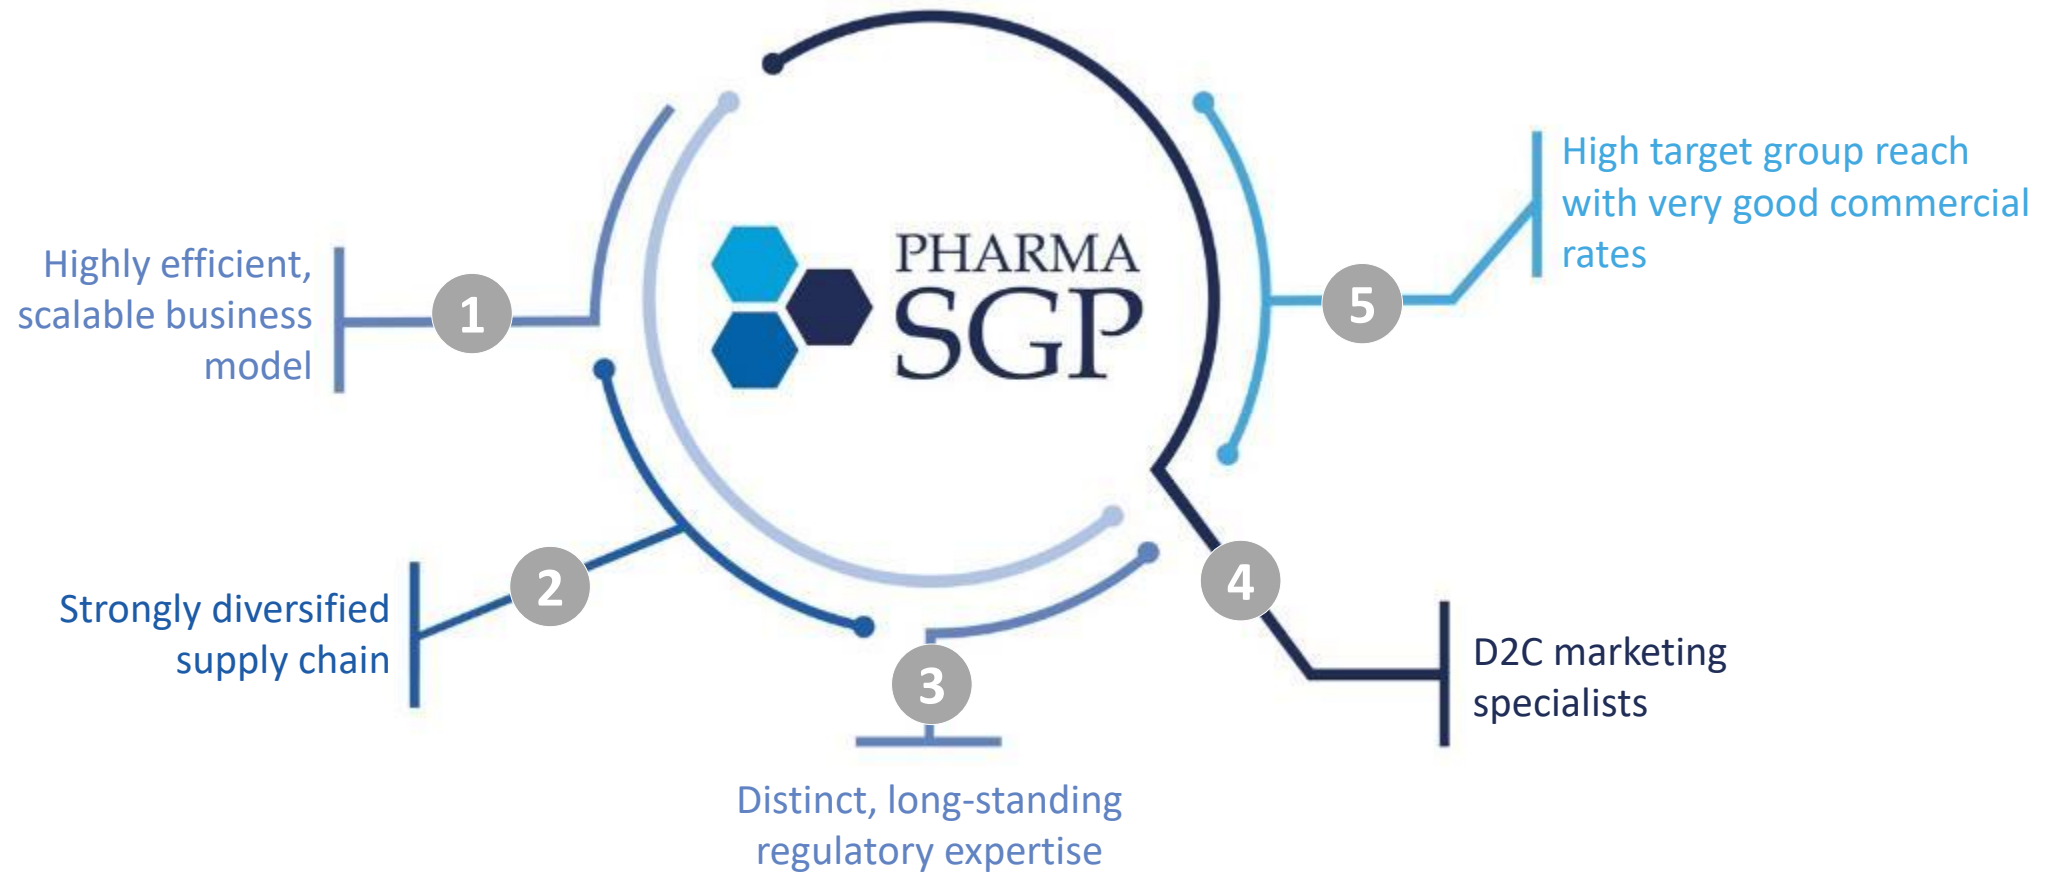 PHARMA
SGP
1
Highly efficient,
scalable business
model
2
Strongly diversified
supply chain
3
Distinct, long-standing
regulatory expertise
4
D2C marketing
specialists
5
High target group reach
with very good commercial
rates